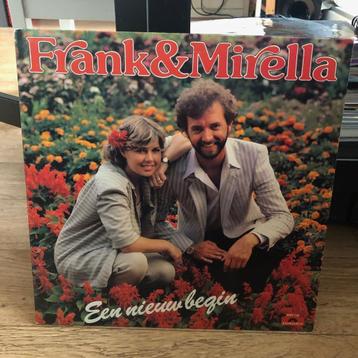 Frank & Mirella
Een nieuw begin